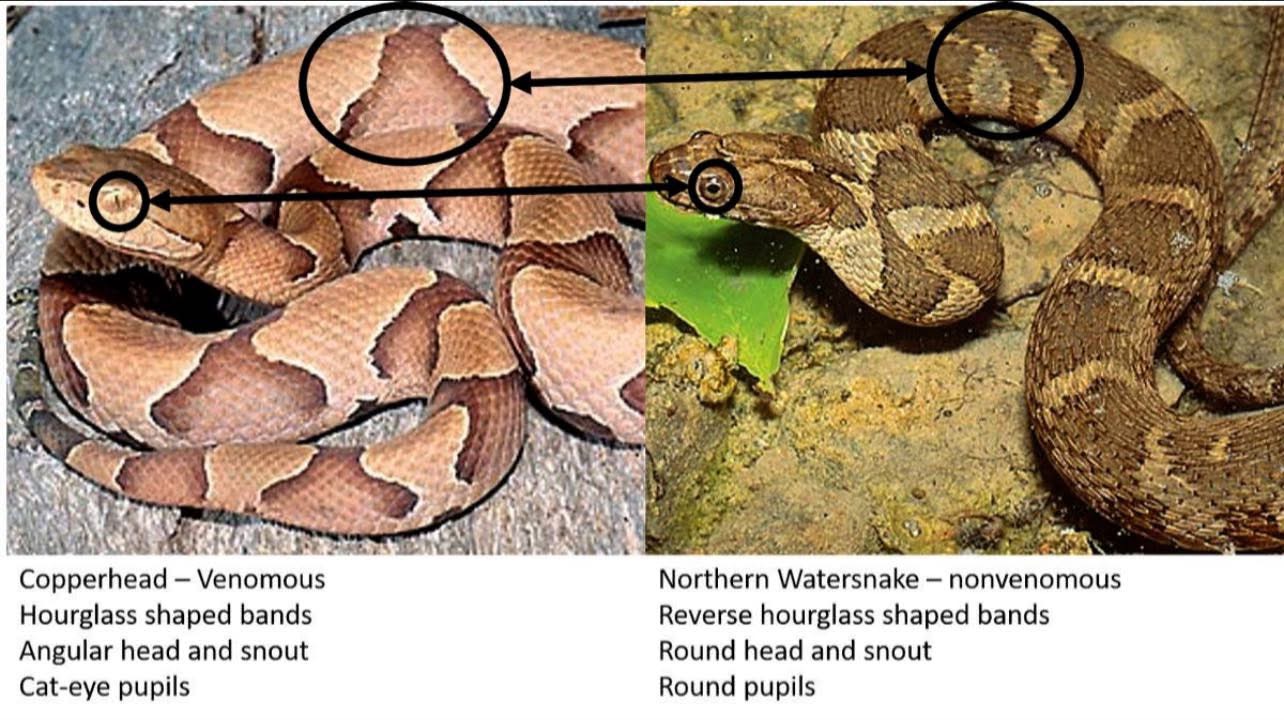 Copperhead – Venomous
Hourglass shaped bands
Angular head and snout
Cat-eye pupils
Northern Watersnake – nonvenomous
Reverse hourglass shaped bands
Round head and snout
Round pupils